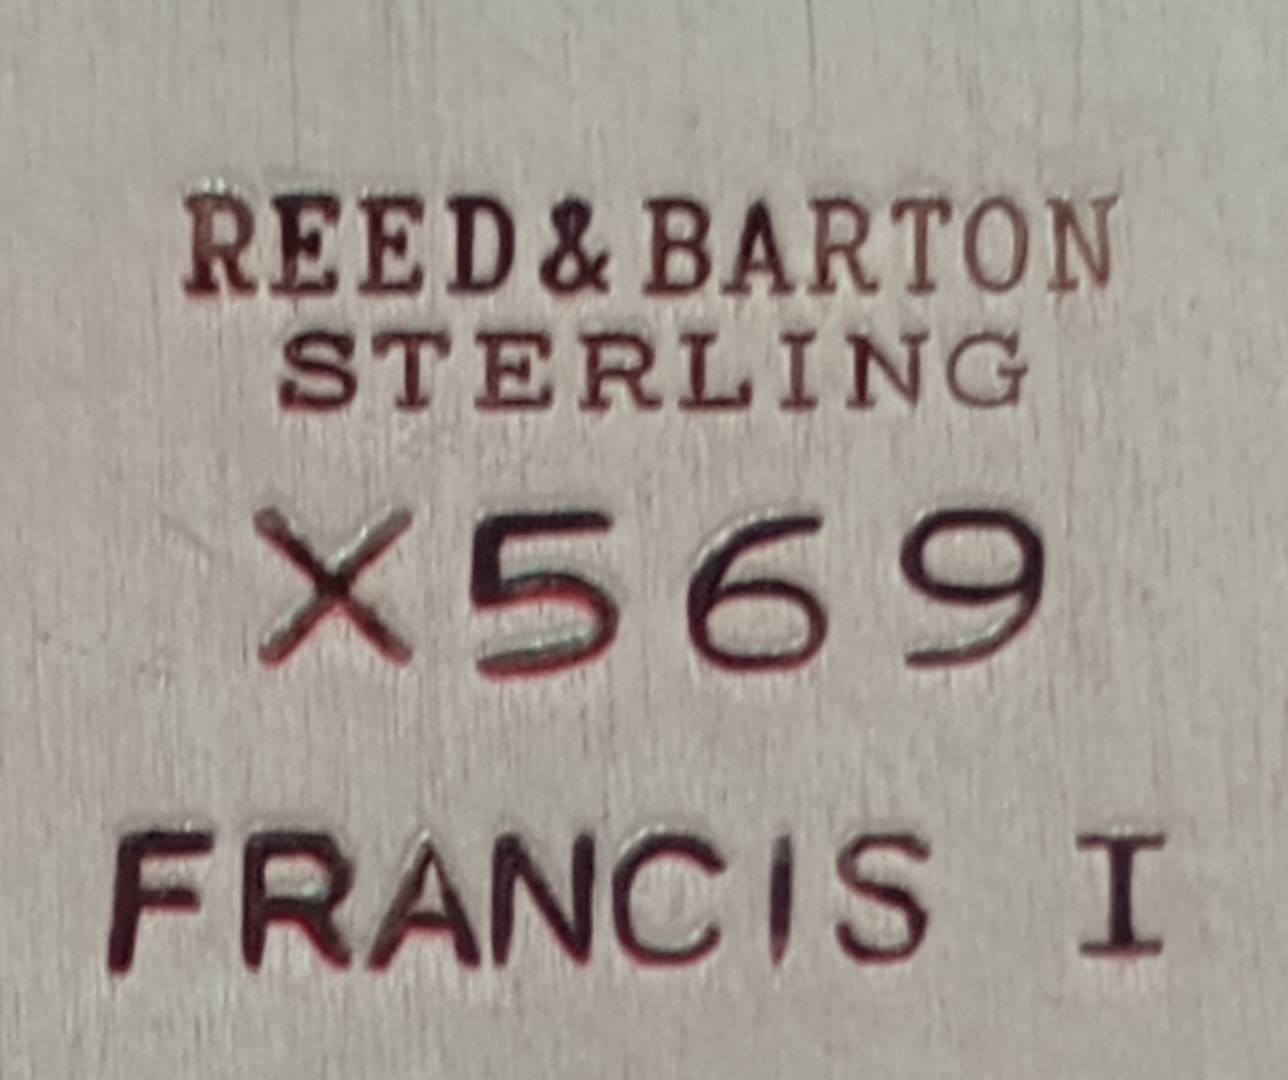 REED & BARTON
STERLING
X569
FRANCIS I